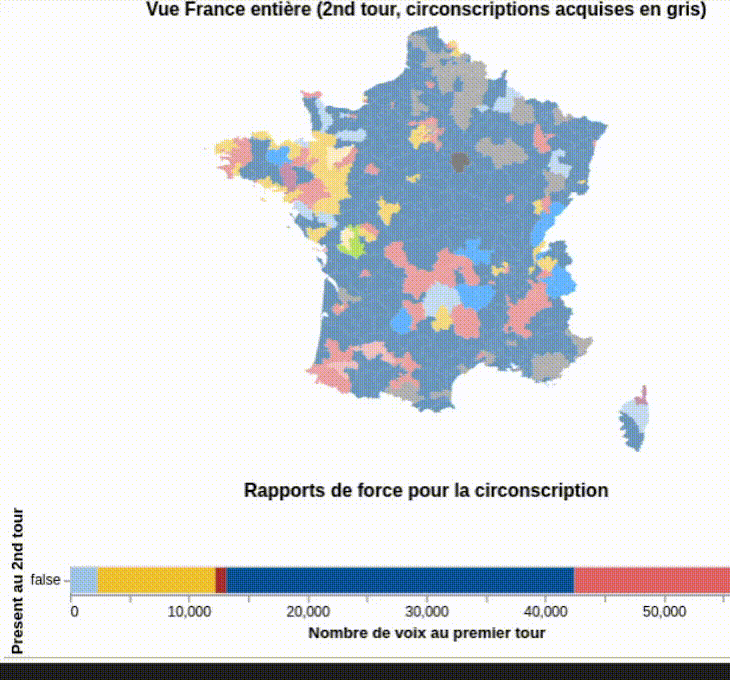 Vue France entière (2nd tour, circonscriptions acquises en gris)
Rapports de force pour la circonscription
Present au 2nd tour
false
0 10,000 20,000 30,000 40,000 50,000
Nombre de voix au premier tour